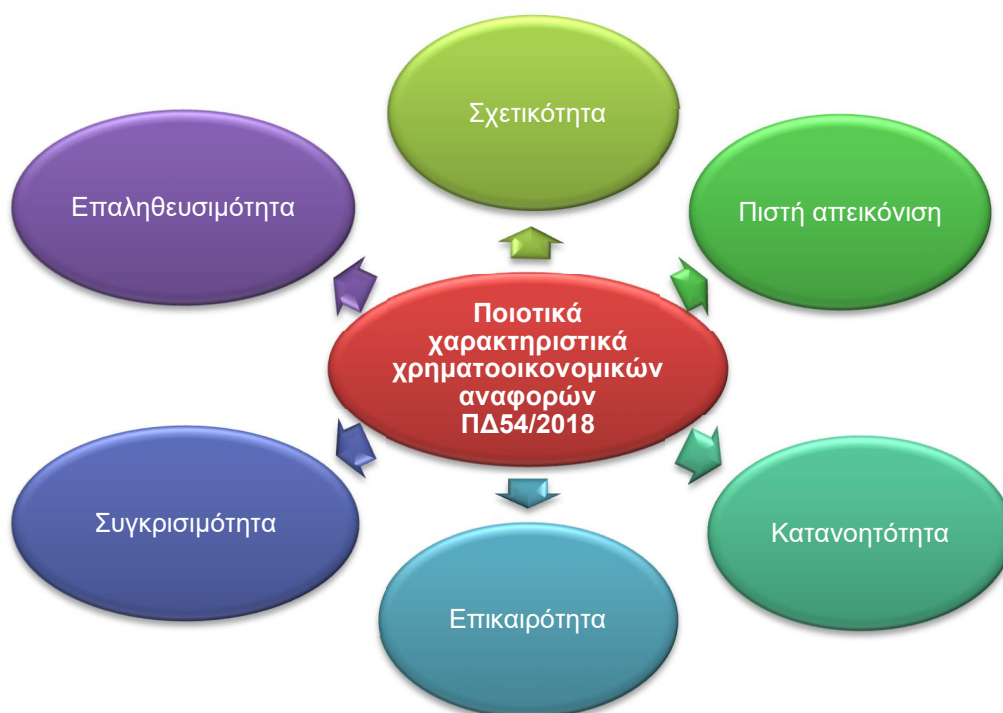 Σχετικότητα
Επαληθευσιμότητα
Πιστή απεικόνιση
Ποιοτικά
χαρακτηριστικά
χρηματοοικονομικών
αναφορών
ΠΔ54/2018
Συγκρισιμότητα
Κατανοητότητα
Επικαιρότητα